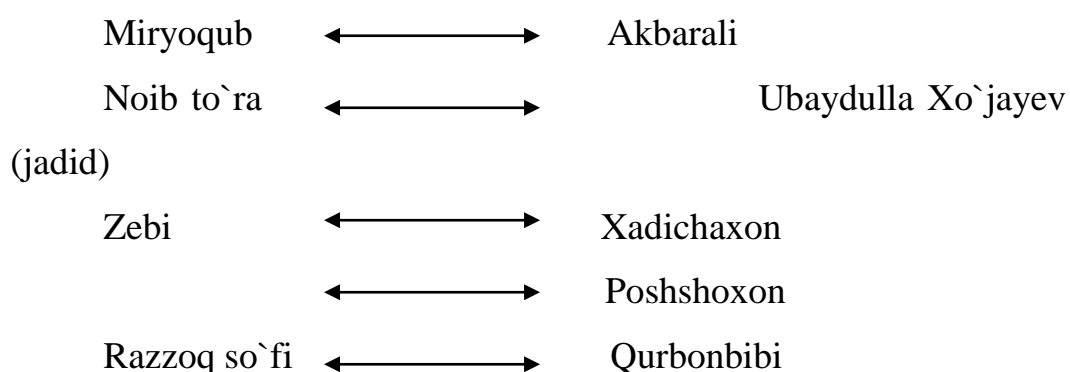 Miryoqub Akbarali
Noib to`ra Ubaydulla Xo`jayev
(jadid)
Zebi Xadichaxon
Poshshoxon
Razzoq so`fi Qurbonbibi